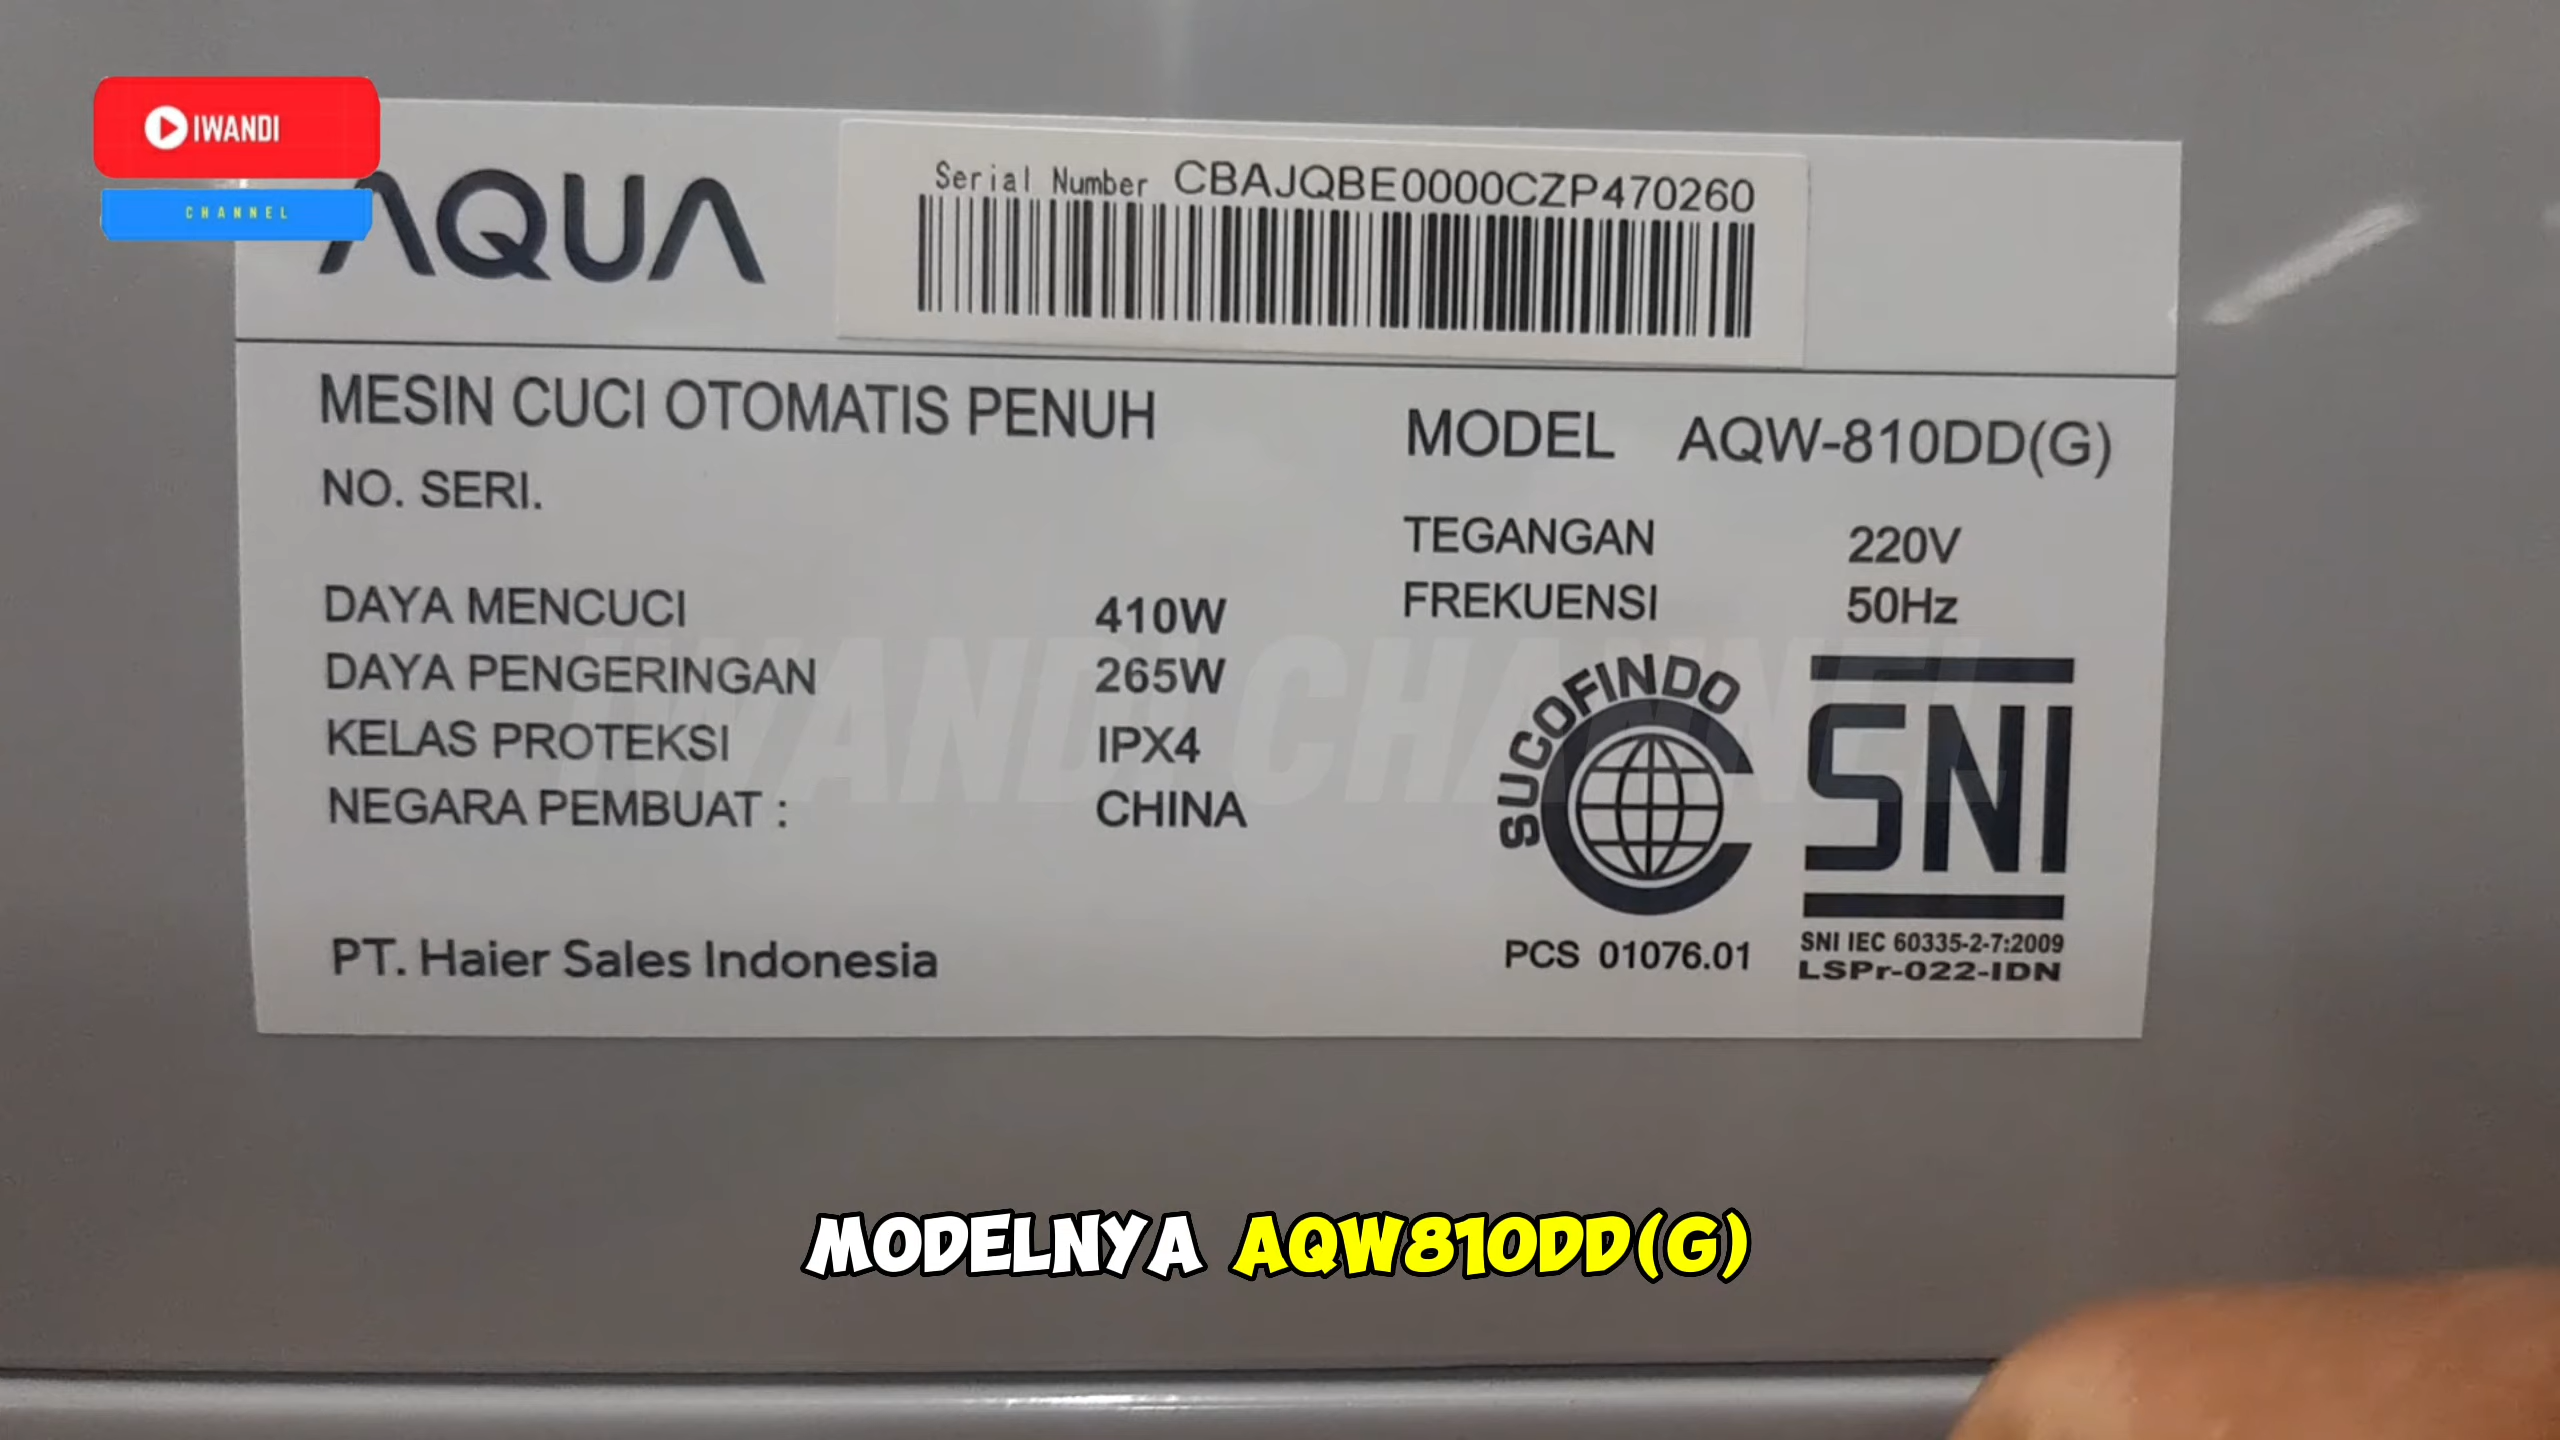 IWANDI
CHANNEL
AQUA
Serial Number CBAJQBE0000CZP470260
MESIN CUCI OTOMATIS PENUH
NO. SERI.
DAYA MENCUCI 410W
DAYA PENGERINGAN 265W
KELAS PROTEKSI IPX4
NEGARA PEMBUAT : CHINA
PT. Haier Sales Indonesia
MODEL AQW-810DD(G)
TEGANGAN 220V
FREKUENSI 50Hz
SUCOFINDO
PCS 01076.01
SNI
SNI IEC 60335-2-7:2009
LSPr-022-IDN
IWANDI CHANNEL
MODELNYA AQW810DD(G)